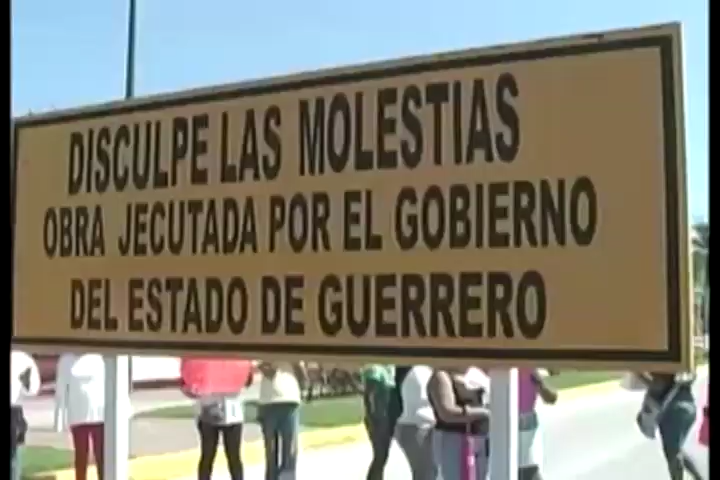 DISCULPE LAS MOLESTIAS
OBRA JECUTADA POR EL GOBIERNO
DEL ESTADO DE GUERRERO